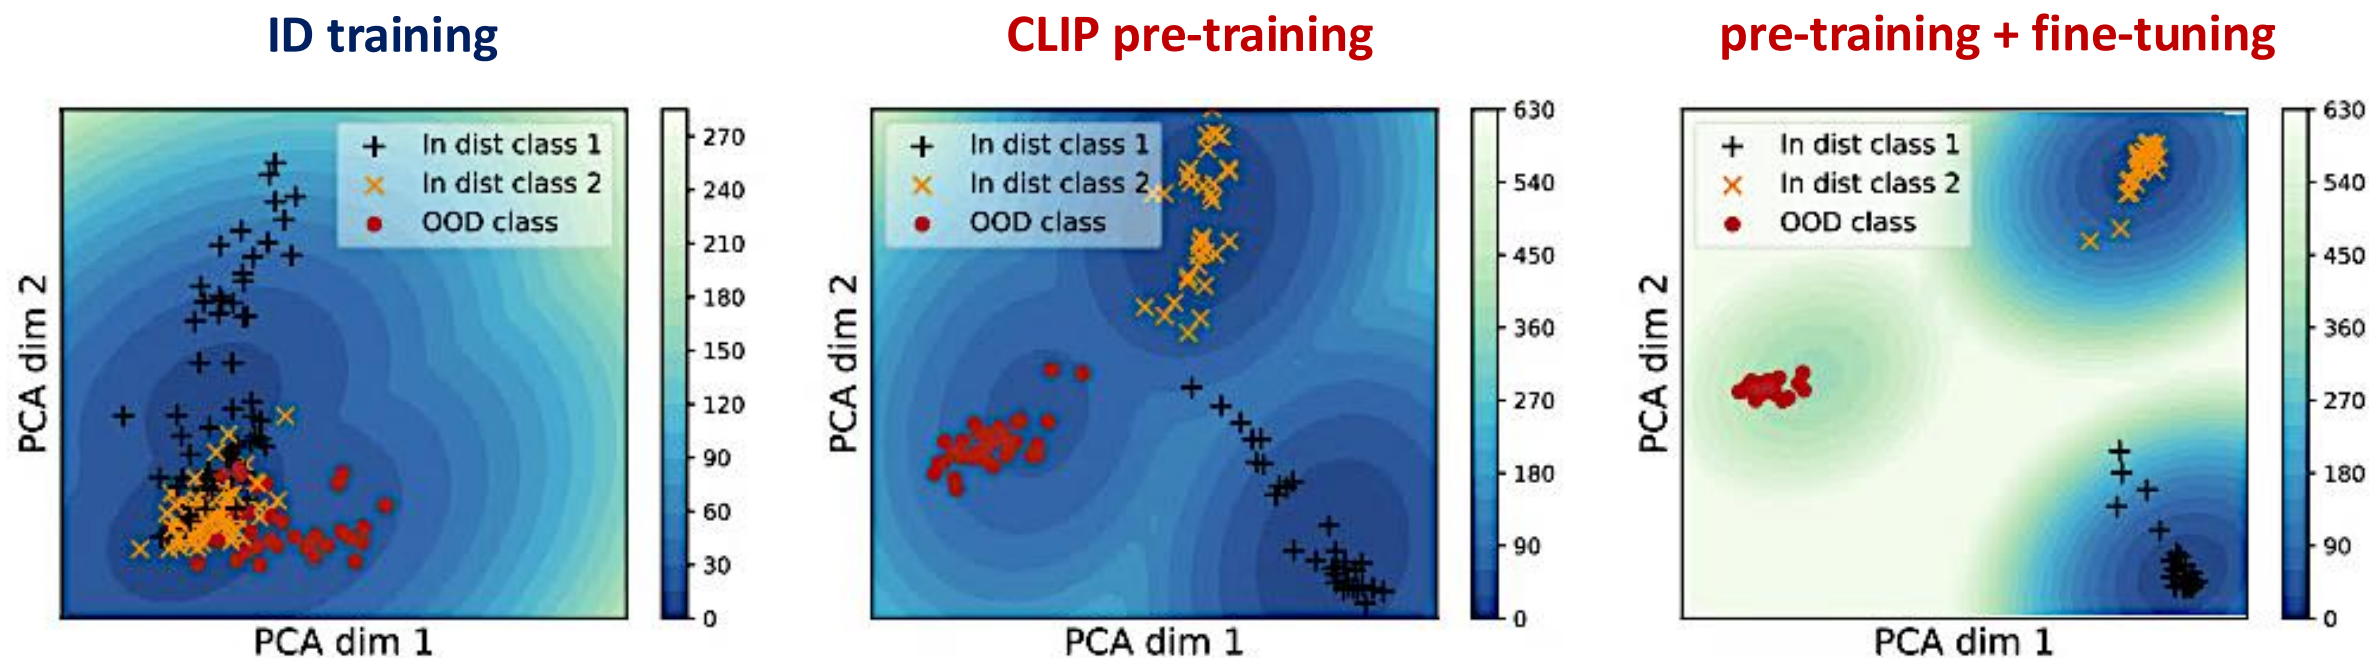 ID training
In dist class 1
In dist class 2
OOD class
270
240
210
180
150
120
90
60
30
0
PCA dim 2
PCA dim 1
CLIP pre-training
In dist class 1
In dist class 2
OOD class
630
540
450
360
270
180
90
0
PCA dim 2
PCA dim 1
pre-training + fine-tuning
In dist class 1
In dist class 2
OOD class
630
540
450
360
270
180
90
0
PCA dim 2
PCA dim 1